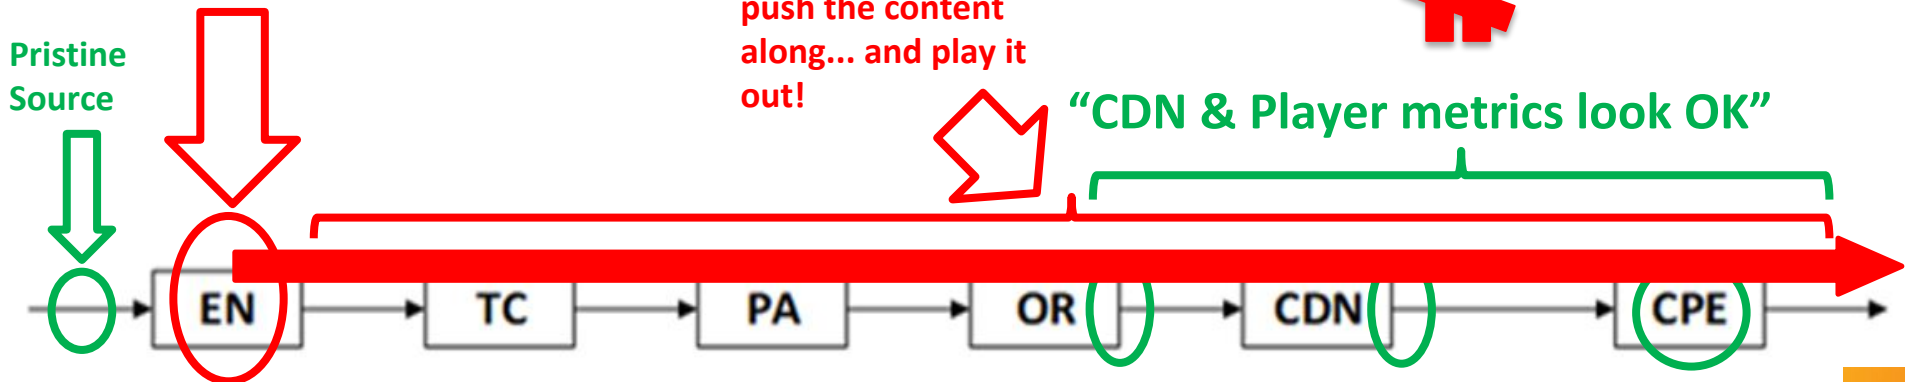 push the content
along... and play it
out!
Pristine
Source
“CDN & Player metrics look OK”
EN
TC
PA
OR
CDN
CPE